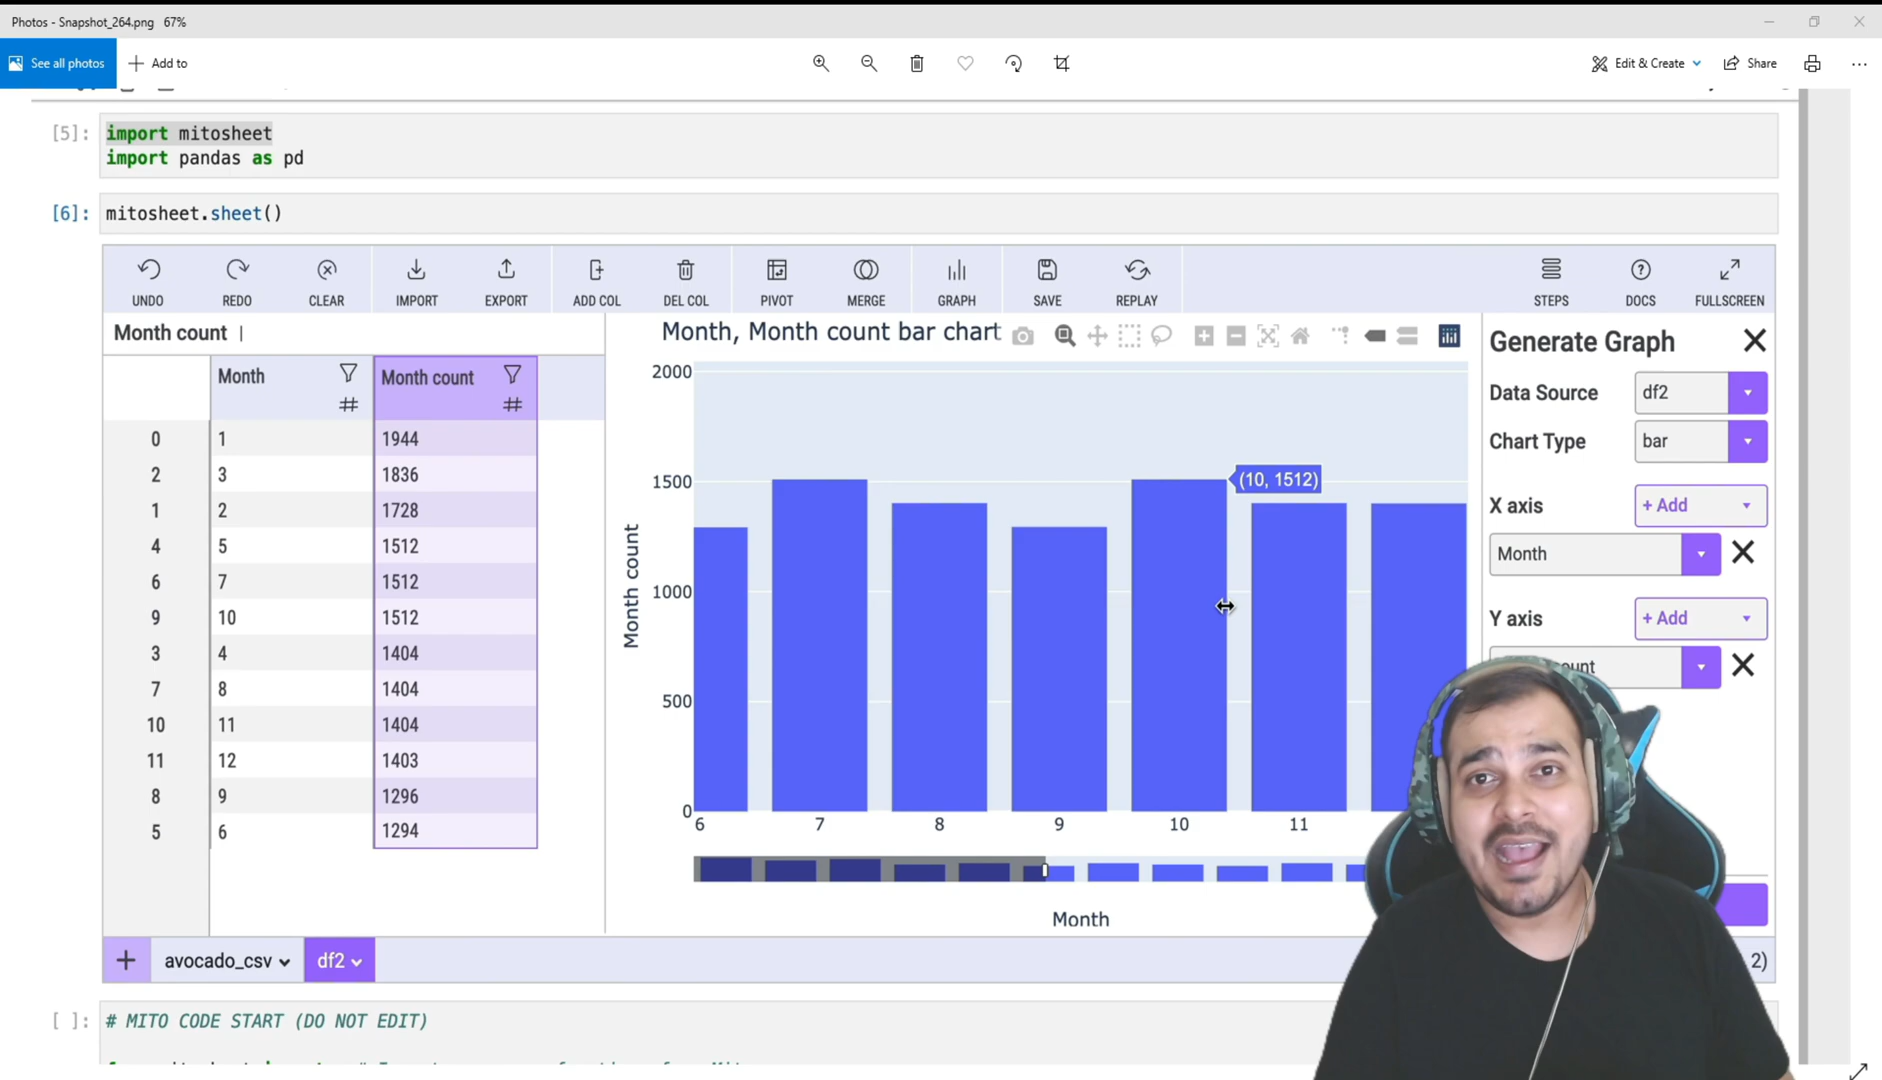 Photos - Snapshot_264.png 67%
See all photos
Add to
Edit & Create
Share
[5]: import mitosheet
import pandas as pd
[6]: mitosheet.sheet()
UNDO REDO CLEAR IMPORT EXPORT ADD COL DEL COL PIVOT MERGE GRAPH SAVE REPLAY STEPS DOCS FULLSCREEN
Month count
Month Month count
0 1 1944
2 3 1836
1 2 1728
4 5 1512
6 7 1512
9 10 1512
3 4 1404
7 8 1404
10 11 1404
11 12 1403
8 9 1296
5 6 1294
Month, Month count bar chart
2000
1500
1000
500
0
Month count
(10, 1512)
6 7 8 9 10 11
Month
Generate Graph
Data Source df2
Chart Type bar
X axis + Add
Month
Y axis + Add
+ avocado_csv df2
2)
[ ]: # MITO CODE START (DO NOT EDIT)